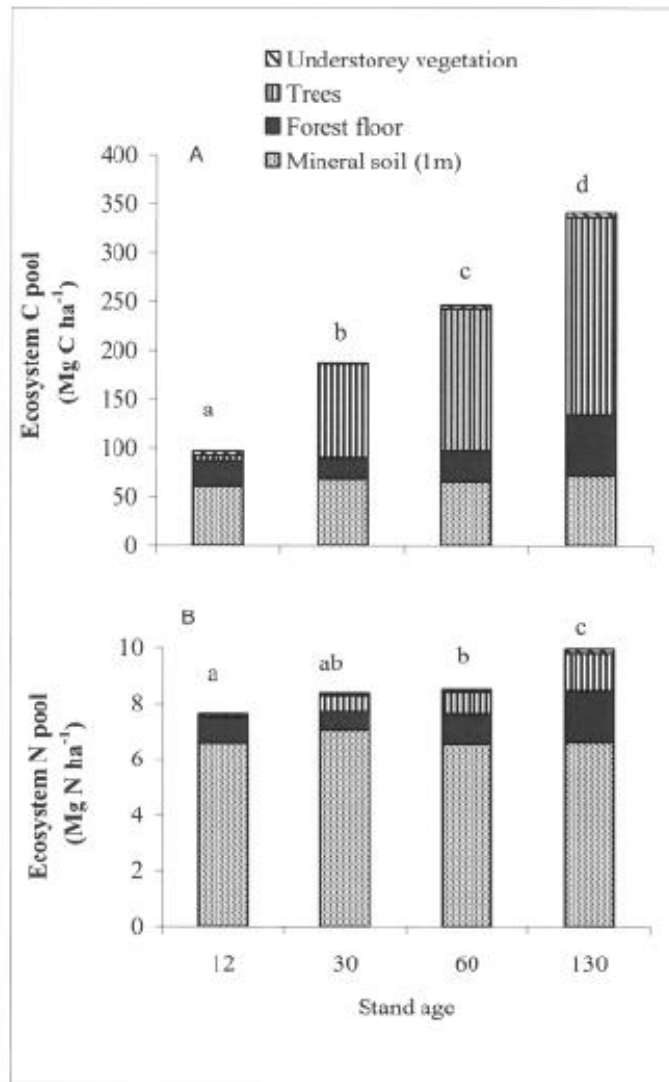 Understorey vegetation
Trees
Forest floor
Mineral soil (1m)
A
400
350
300
250
200
150
100
50
0
a
b
c
d
Ecosystem C pool
(Mg C ha⁻¹)
B
10
8
6
4
2
0
a
ab
b
c
Ecosystem N pool
(Mg N ha⁻¹)
12 30 60 130
Stand age